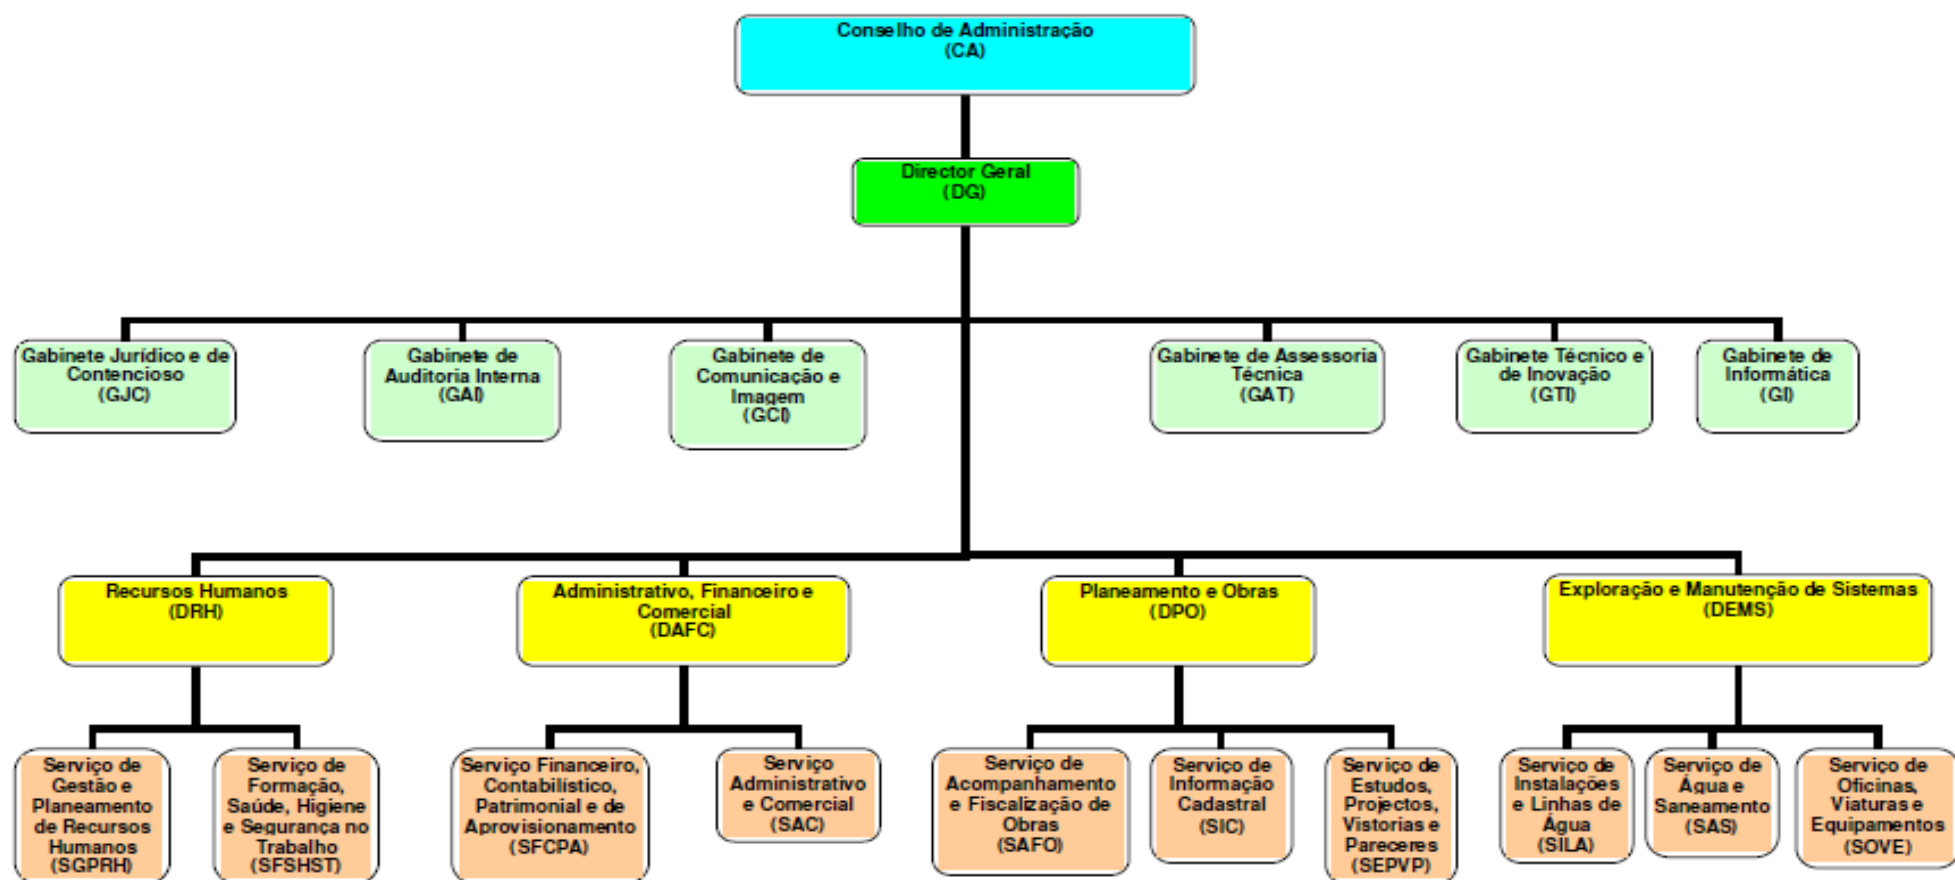 Conselho de Administração
(CA)
Director Geral
(DG)
Gabinete Jurídico e de
Contencioso
(GJC)
Gabinete de
Auditoria Interna
(GAI)
Gabinete de
Comunicação e
Imagem
(GCI)
Gabinete de Assessoria
Técnica
(GAT)
Gabinete Técnico e
de Inovação
(GTI)
Gabinete de
Informática
(GI)
Recursos Humanos
(DRH)
Administrativo, Financeiro e
Comercial
(DAFC)
Planeamento e Obras
(DPO)
Exploração e Manutenção de Sistemas
(DEMS)
Serviço de
Gestão e
Planeamento
de Recursos
Humanos
(SGPRH)
Serviço de
Formação,
Saúde, Higiene
e Segurança no
Trabalho
(SFSHST)
Serviço Financeiro,
Contabilístico,
Patrimonial e de
Aprovisionamento
(SFCPA)
Serviço
Administrativo
e Comercial
(SAC)
Serviço de
Acompanhamento
e Fiscalização de
Obras
(SAFO)
Serviço de
Informação
Cadastral
(SIC)
Serviço de
Estudos,
Projectos,
Vistorias e
Pareceres
(SEPVP)
Serviço de
Instalações
e Linhas de
Água
(SILA)
Serviço de
Água e
Saneamento
(SAS)
Serviço de
Oficinas,
Viaturas e
Equipamentos
(SOVE)